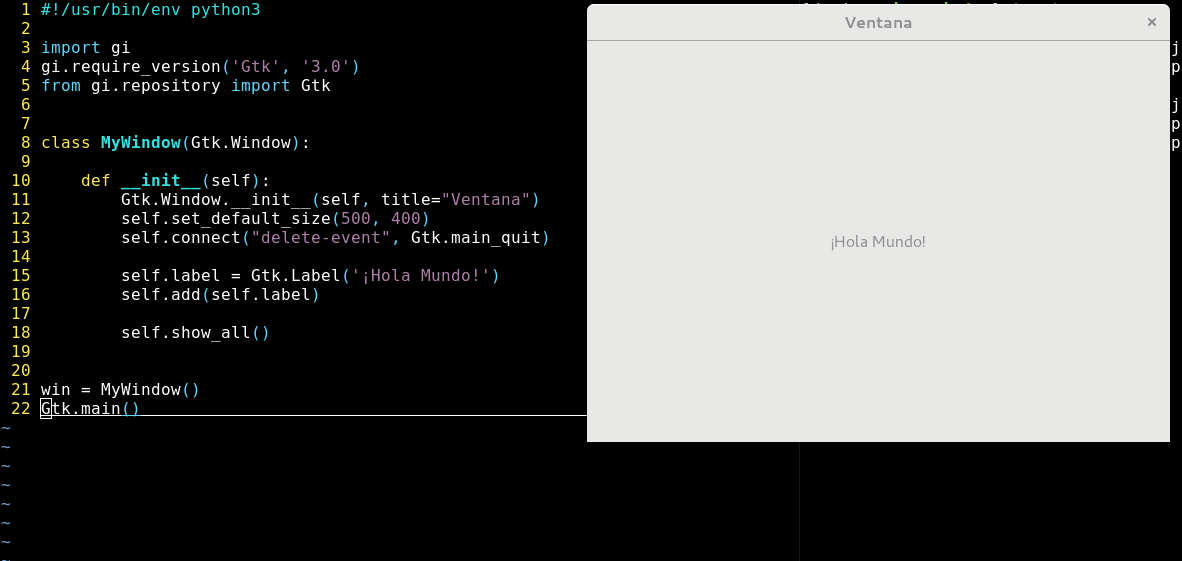 1 #!/usr/bin/env python3
2
3 import gi
4 gi.require_version('Gtk', '3.0')
5 from gi.repository import Gtk
6
7
8 class MyWindow(Gtk.Window):
9
10     def __init__(self):
11         Gtk.Window.__init__(self, title="Ventana")
12         self.set_default_size(500, 400)
13         self.connect("delete-event", Gtk.main_quit)
14
15         self.label = Gtk.Label('¡Hola Mundo!')
16         self.add(self.label)
17
18         self.show_all()
19
20
21 win = MyWindow()
22 Gtk.main()
~
~
~
~
~
~
~
~
Ventana ×
¡Hola Mundo!
j
p
j
p
p